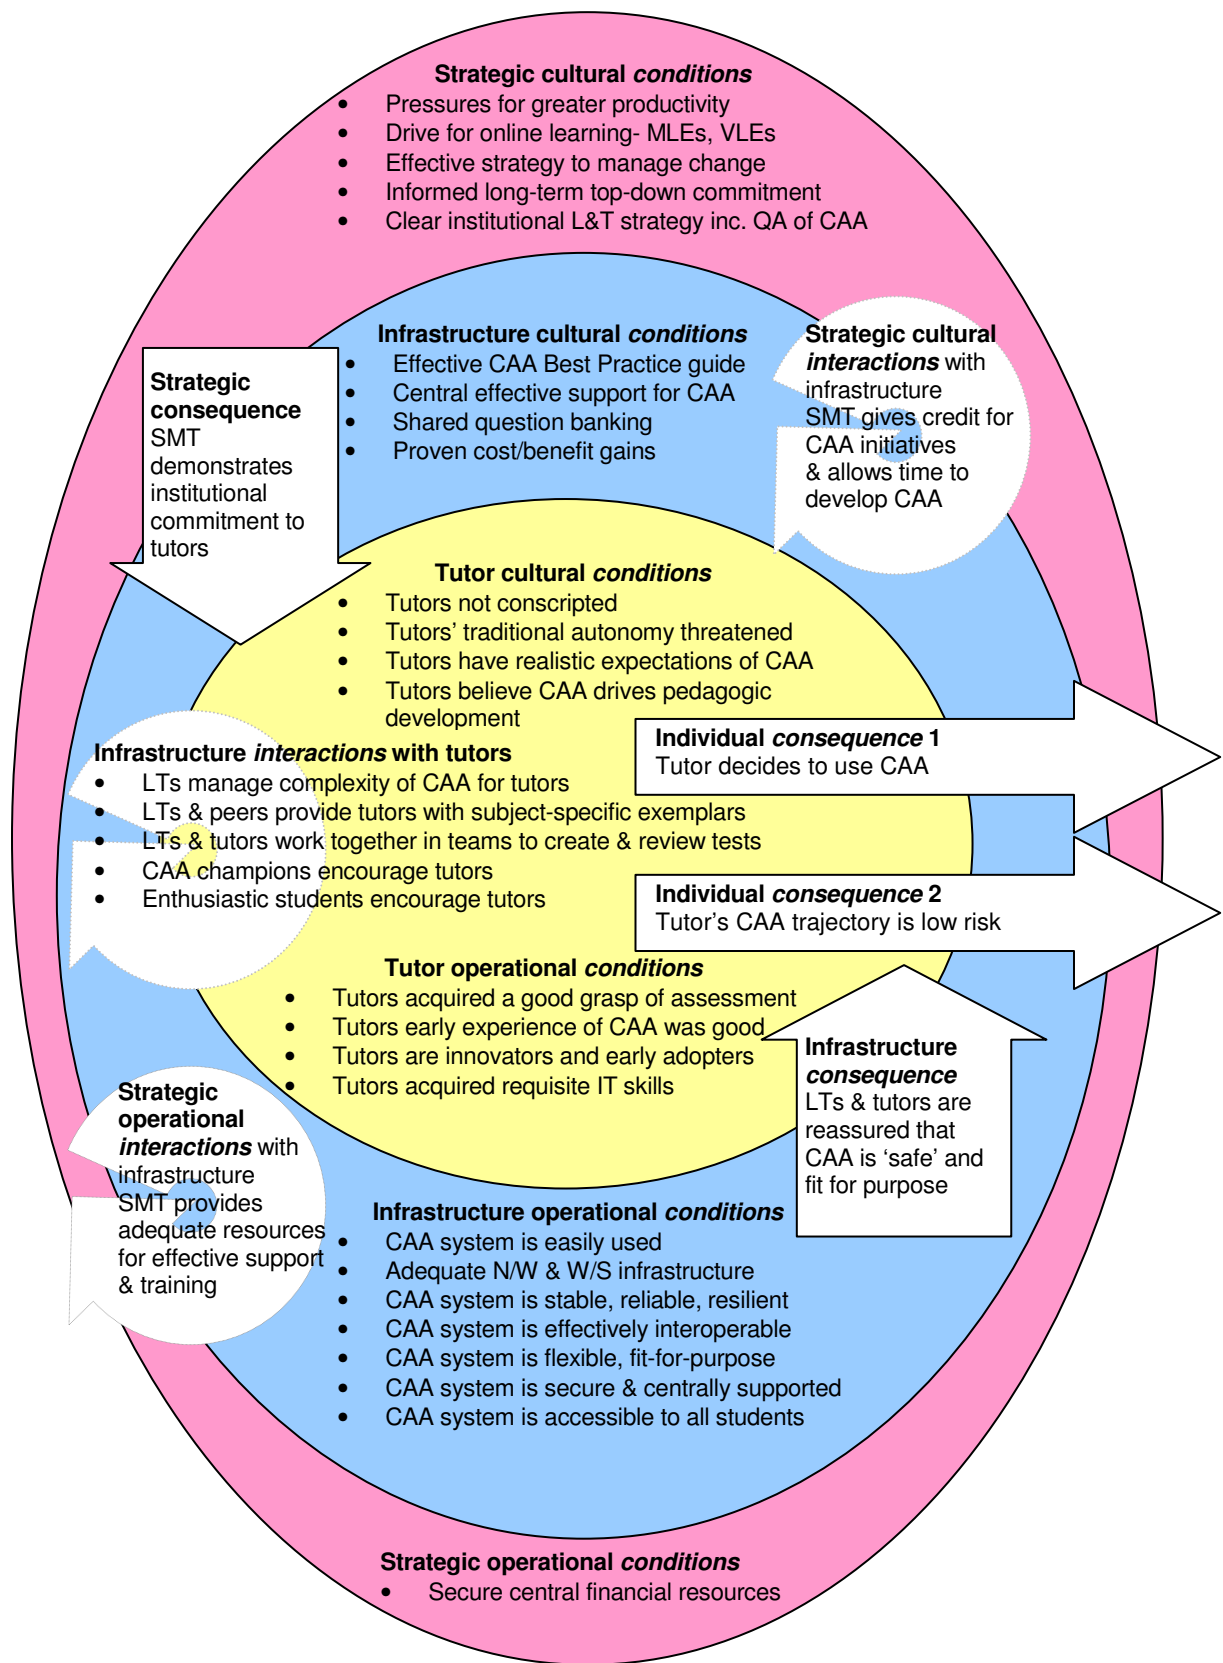 Strategic cultural conditions
• Pressures for greater productivity
• Drive for online learning- MLEs, VLEs
• Effective strategy to manage change
• Informed long-term top-down commitment
• Clear institutional L&T strategy inc. QA of CAA
Infrastructure cultural conditions
• Effective CAA Best Practice guide
• Central effective support for CAA
• Shared question banking
• Proven cost/benefit gains
Strategic cultural
interactions with
infrastructure
SMT gives credit for
CAA initiatives
& allows time to
develop CAA
Strategic
consequence
SMT
demonstrates
institutional
commitment to
tutors
Tutor cultural conditions
• Tutors not conscripted
• Tutors’ traditional autonomy threatened
• Tutors have realistic expectations of CAA
• Tutors believe CAA drives pedagogic
development
Individual consequence 1
Tutor decides to use CAA
Infrastructure interactions with tutors
• LTs manage complexity of CAA for tutors
• LTs & peers provide tutors with subject-specific exemplars
• LTs & tutors work together in teams to create & review tests
• CAA champions encourage tutors
• Enthusiastic students encourage tutors
Individual consequence 2
Tutor’s CAA trajectory is low risk
Tutor operational conditions
• Tutors acquired a good grasp of assessment
• Tutors early experience of CAA was good
• Tutors are innovators and early adopters
• Tutors acquired requisite IT skills
Infrastructure
consequence
LTs & tutors are
reassured that
CAA is ‘safe’ and
fit for purpose
Strategic
operational
interactions with
infrastructure
SMT provides
adequate resources
for effective support
& training
Infrastructure operational conditions
• CAA system is easily used
• Adequate N/W & W/S infrastructure
• CAA system is stable, reliable, resilient
• CAA system is effectively interoperable
• CAA system is flexible, fit-for-purpose
• CAA system is secure & centrally supported
• CAA system is accessible to all students
Strategic operational conditions
• Secure central financial resources